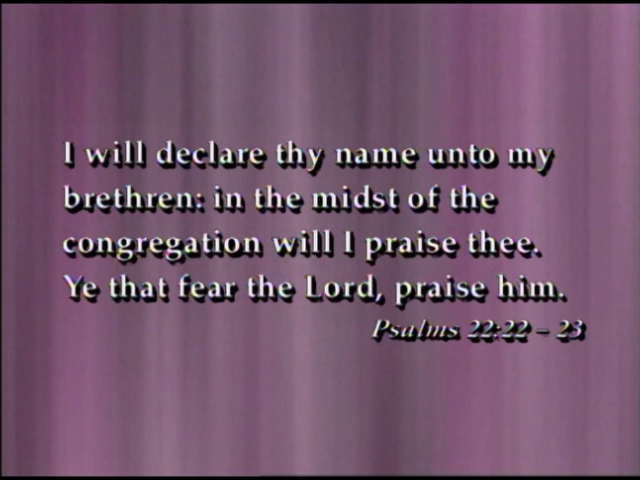 I will declare thy name unto my
brethren: in the midst of the
congregation will I praise thee.
Ye that fear the Lord, praise him.
Psalms 22:22 – 23